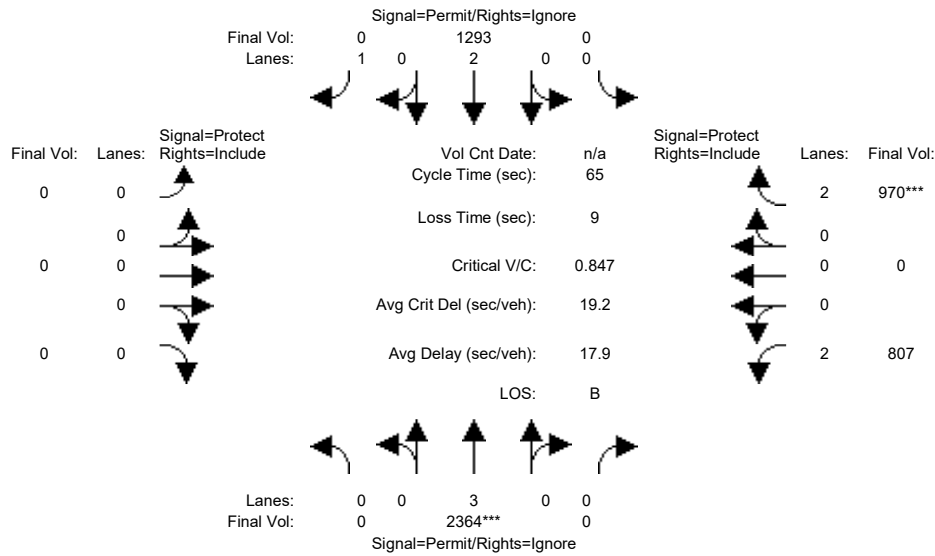 Signal=Permit/Rights=Ignore
Final Vol: 0 1293 0
Lanes: 1 0 2 0 0
Signal=Protect Signal=Protect
Final Vol: Lanes: Rights=Include Vol Cnt Date: n/a Rights=Include Lanes: Final Vol:
Cycle Time (sec): 65
0 0 2 970***
Loss Time (sec): 9
0 0
0 0 Critical V/C: 0.847 0 0
0 Avg Crit Del (sec/veh): 19.2 0
0 0 Avg Delay (sec/veh): 17.9 2 807
LOS: B
Lanes: 0 0 3 0 0
Final Vol: 0 2364*** 0
Signal=Permit/Rights=Ignore